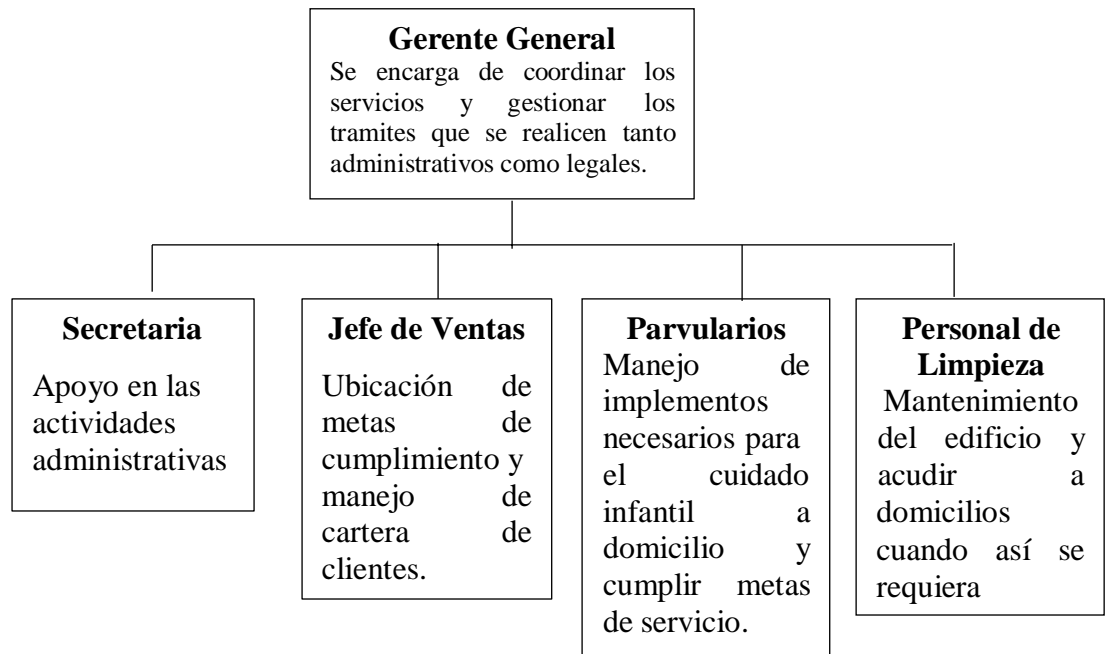 Gerente General
Se encarga de coordinar los
servicios y gestionar los
tramites que se realicen tanto
administrativos como legales.
Secretaria
Apoyo en las
actividades
administrativas
Jefe de Ventas
Ubicación de
metas de
cumplimiento y
manejo de
cartera de
clientes.
Parvularios
Manejo de
implementos
necesarios para
el cuidado
infantil a
domicilio y
cumplir metas
de servicio.
Personal de
Limpieza
Mantenimiento
del edificio y
acudir a
domicilios
cuando así se
requiera